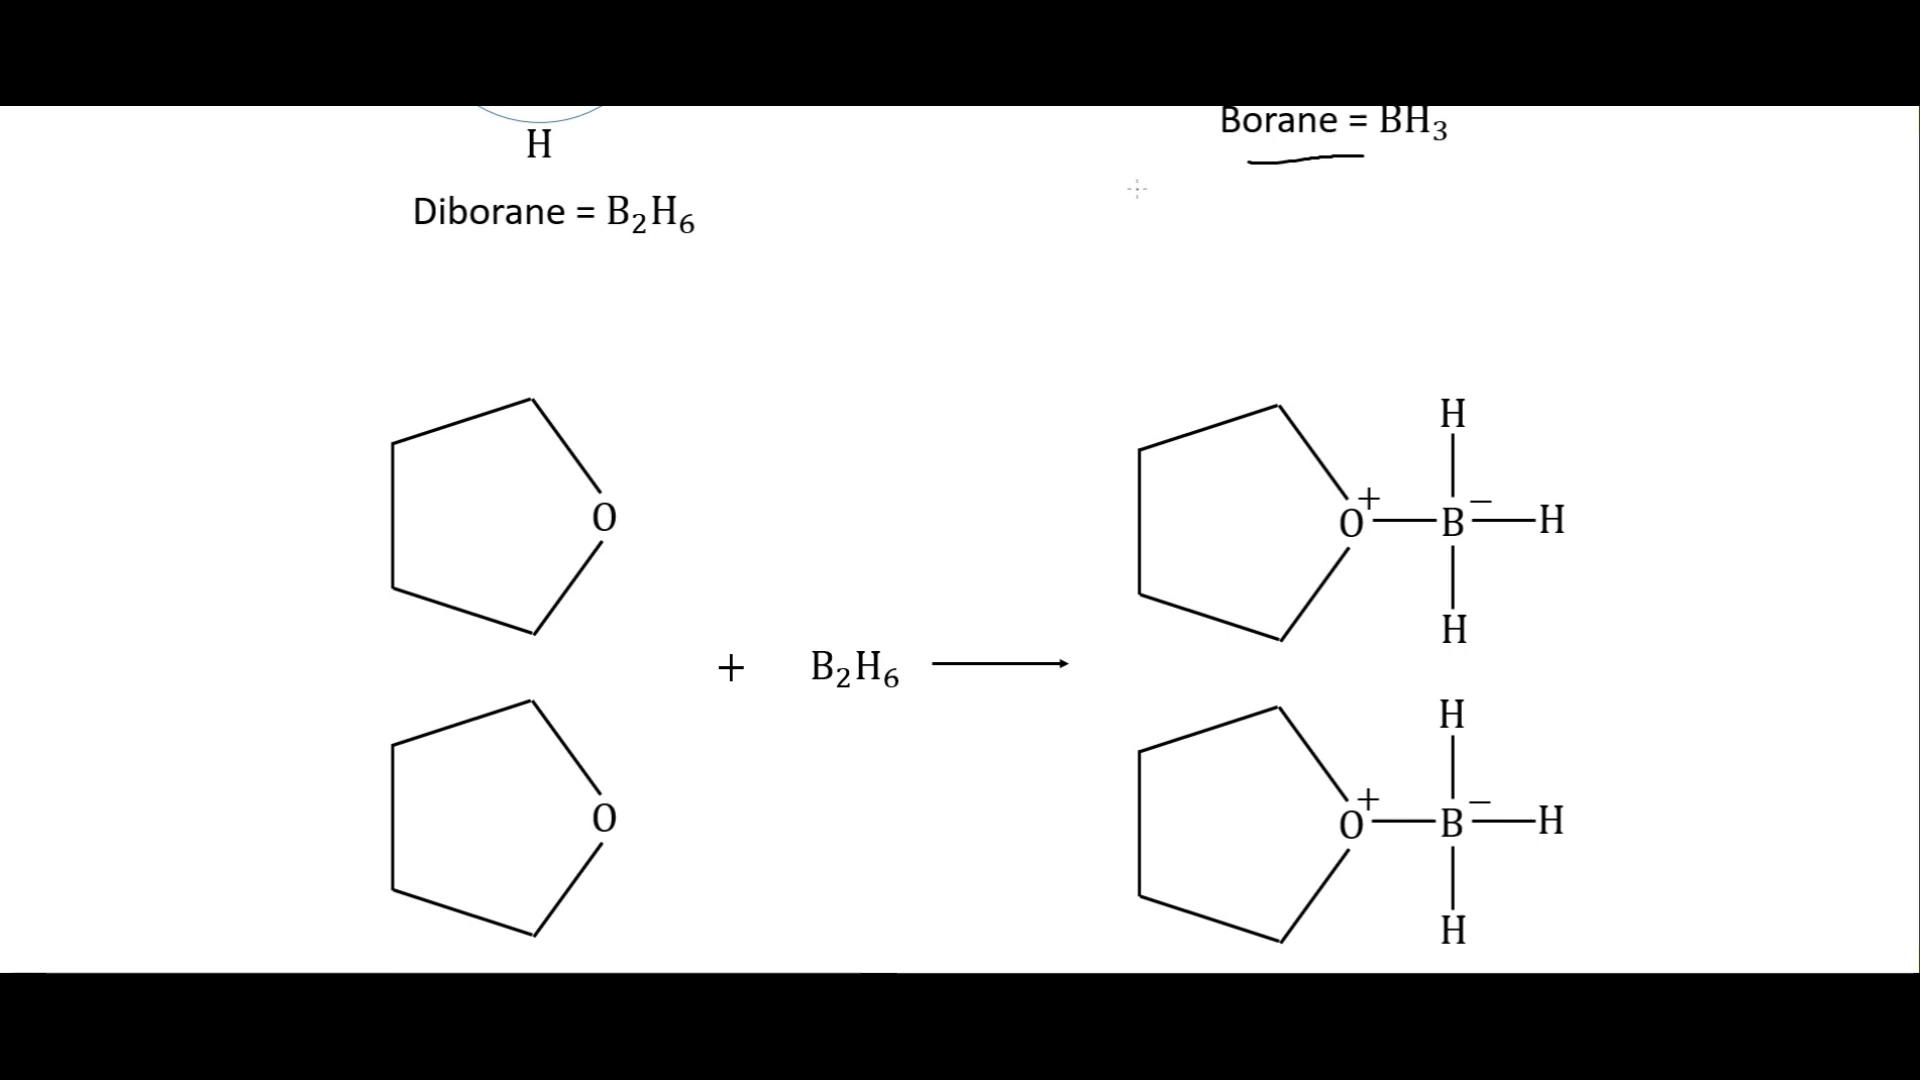 Borane = BH₃
H
Diborane = B₂H₆
H
O
O⁺ B⁻ H
H
+ B₂H₆
H
O
O⁺ B⁻ H
H